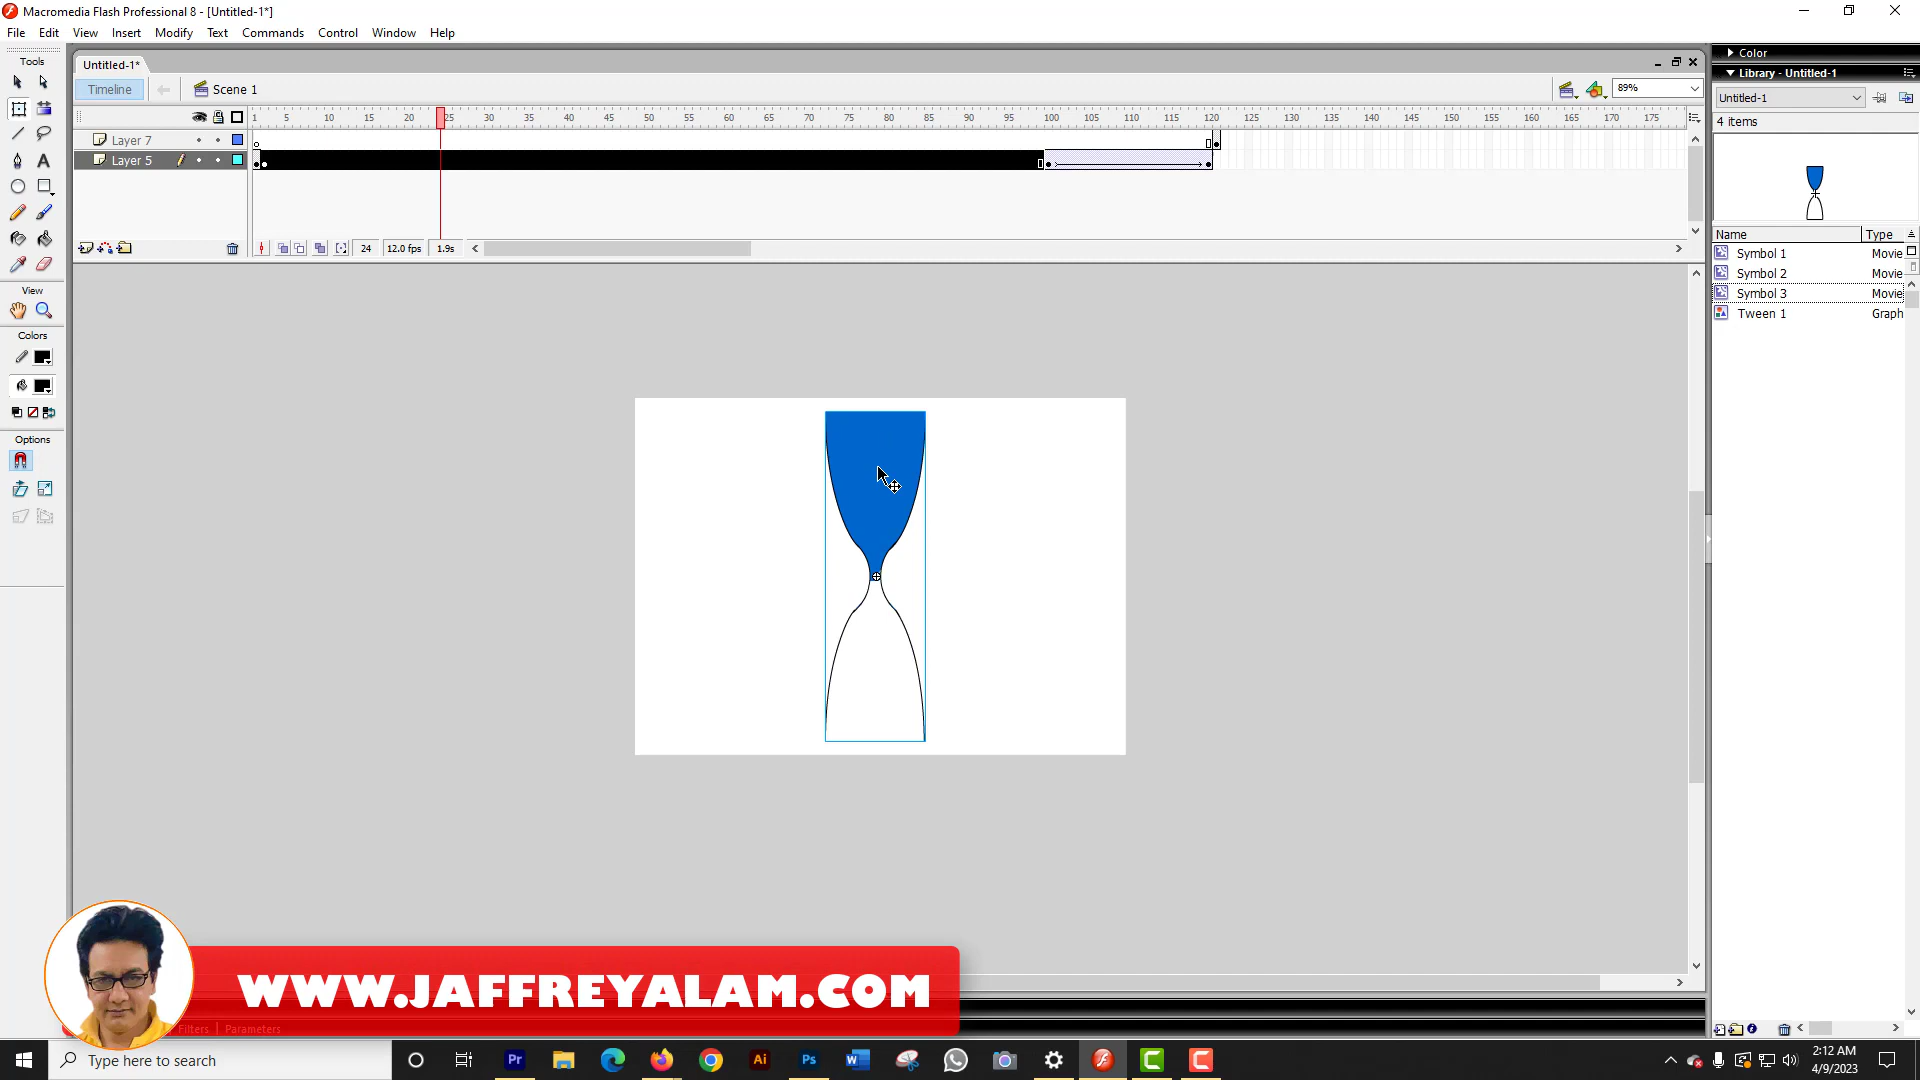 Macromedia Flash Professional 8 - [Untitled-1*]
File Edit View Insert Modify Text Commands Control Window Help
Tools
Untitled-1*
Timeline
Scene 1
89%
1 5 10 15 20 25 30 35 40 45 50 55 60 65 70 75 80 85 90 95 100 105 110 115 120 125 130 135 140 145 150 155 160 165 170 175
Layer 7
Layer 5
24 12.0 fps 1.9s
View
Colors
Options
Color
Library - Untitled-1
Untitled-1
4 items
Name Type
Symbol 1 Movie
Symbol 2 Movie
Symbol 3 Movie
Tween 1 Graph
WWW.JAFFREYALAM.COM
Filters | Parameters
Type here to search
2:12 AM
4/9/2023